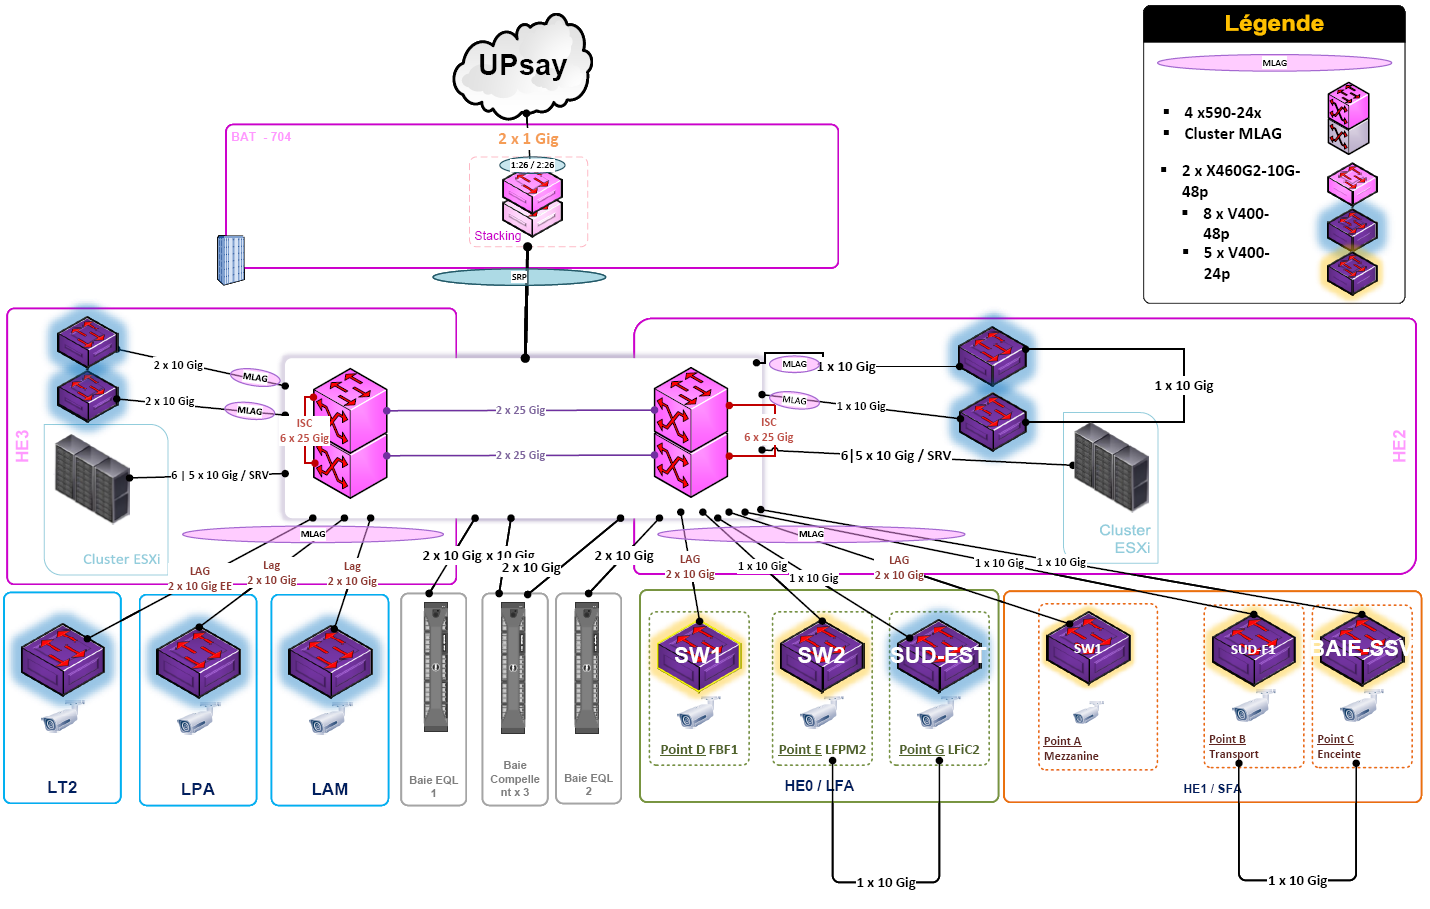 Légende
MLAG
▪ 4 x590-24x
▪ Cluster MLAG
▪ 2 x X460G2-10G-
48p
▪ 8 x V400-
48p
▪ 5 x V400-
24p
UPsay
2 x 1 Gig
BAT - 704
1:26 / 2:26
Stacking
SRP
HE3
2 x 10 Gig
MLAG
2 x 10 Gig
MLAG
ISC
6 x 25 Gig
2 x 25 Gig
2 x 25 Gig
6 | 5 x 10 Gig / SRV
Cluster ESXi
MLAG
HE2
MLAG
1 x 10 Gig
MLAG
1 x 10 Gig
1 x 10 Gig
ISC
6 x 25 Gig
6|5 x 10 Gig / SRV
Cluster
ESXi
MLAG
LAG
2 x 10 Gig EE
Lag
2 x 10 Gig
Lag
2 x 10 Gig
2 x 10 Gig
x 10 Gig
2 x 10 Gig
2 x 10 Gig
LAG
2 x 10 Gig
1 x 10 Gig
1 x 10 Gig
LAG
2 x 10 Gig
1 x 10 Gig
1 x 10 Gig
LT2
LPA
LAM
Baie EQL
1
Baie
Compelle
nt x 3
Baie EQL
2
SW1
Point D FBF1
SW2
Point E LFPM2
SUD-EST
Point G LFiC2
HE0 / LFA
1 x 10 Gig
SW1
Point A
Mezzanine
SUD-F1
Point B
Transport
BAIE-SSV
Point C
Enceinte
HE1 / SFA
1 x 10 Gig